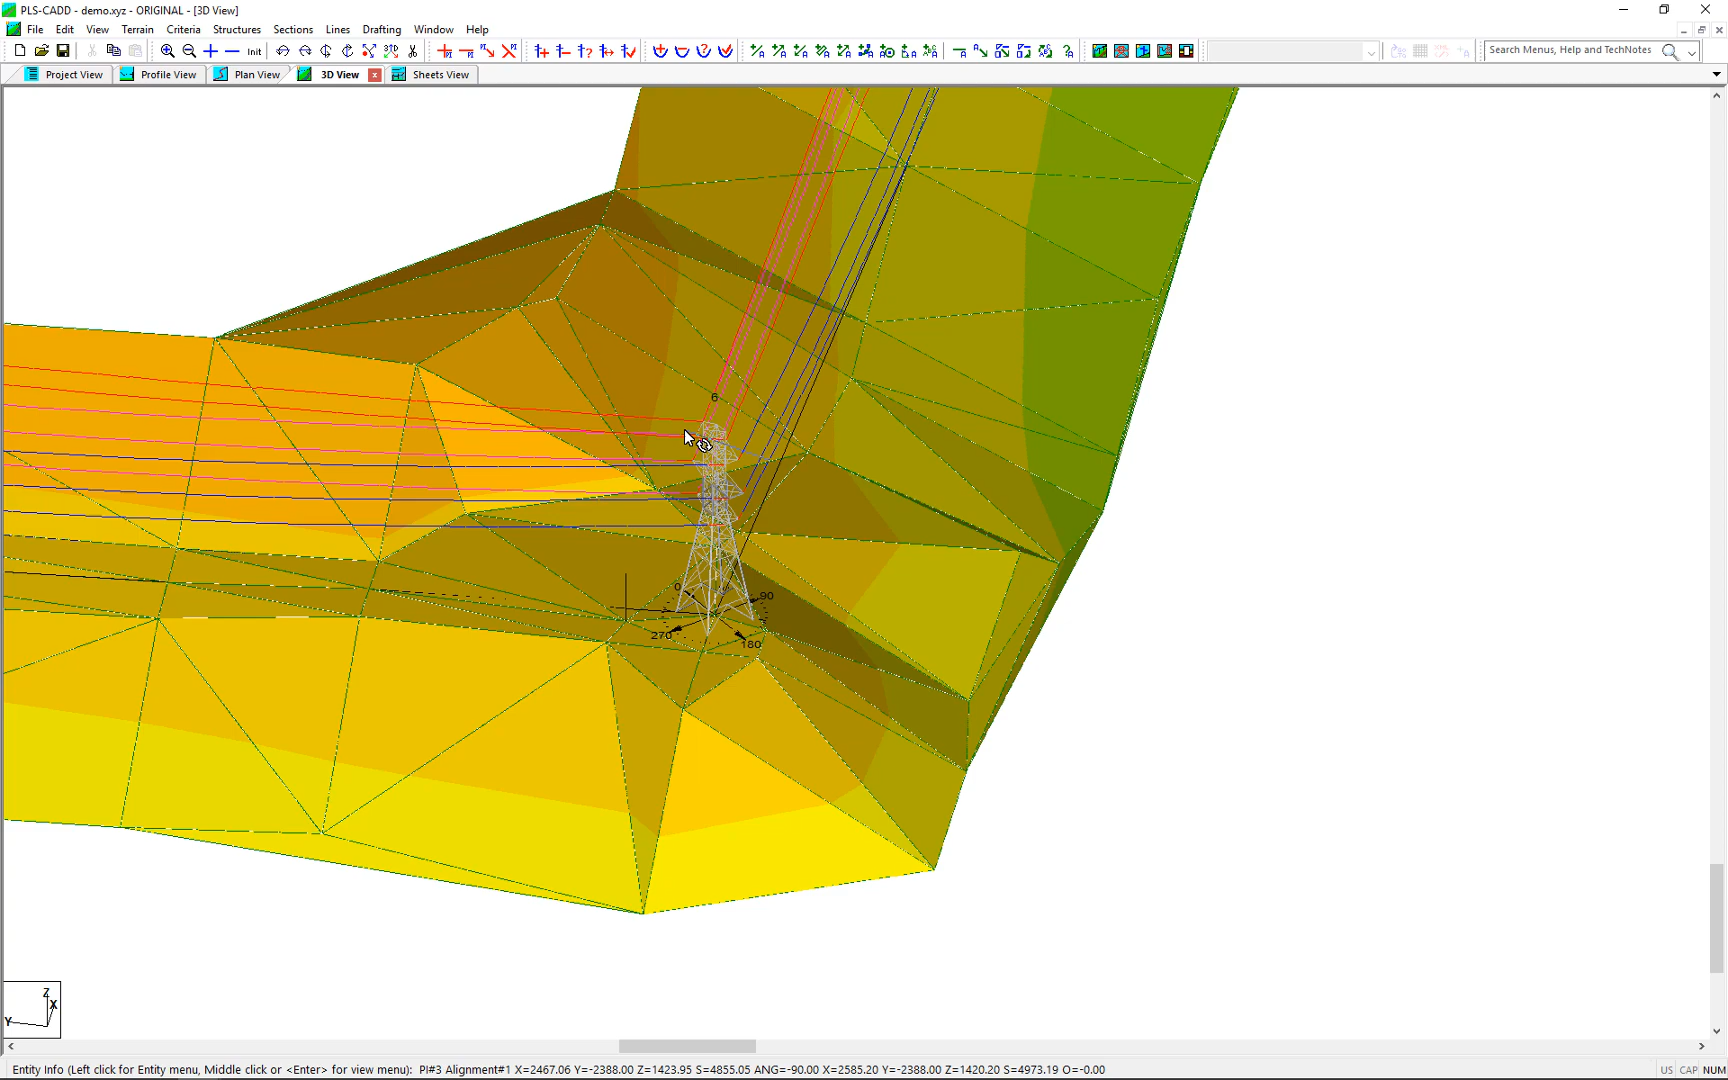 PLS-CADD - demo.xyz - ORIGINAL - [3D View]
File Edit View Terrain Criteria Structures Sections Lines Drafting Window Help
Init
3TD
Search Menus, Help and TechNotes
Project View Profile View Plan View 3D View x Sheets View
6
0
90
270
180
Z
X
Y
Entity Info (Left click for Entity menu, Middle click or <Enter> for view menu): PI#3 Alignment#1 X=2467.06 Y=-2388.00 Z=1423.95 S=4855.05 ANG=-90.00 X=2585.20 Y=-2388.00 Z=1420.20 S=4973.19 O=-0.00
US CAP NUM